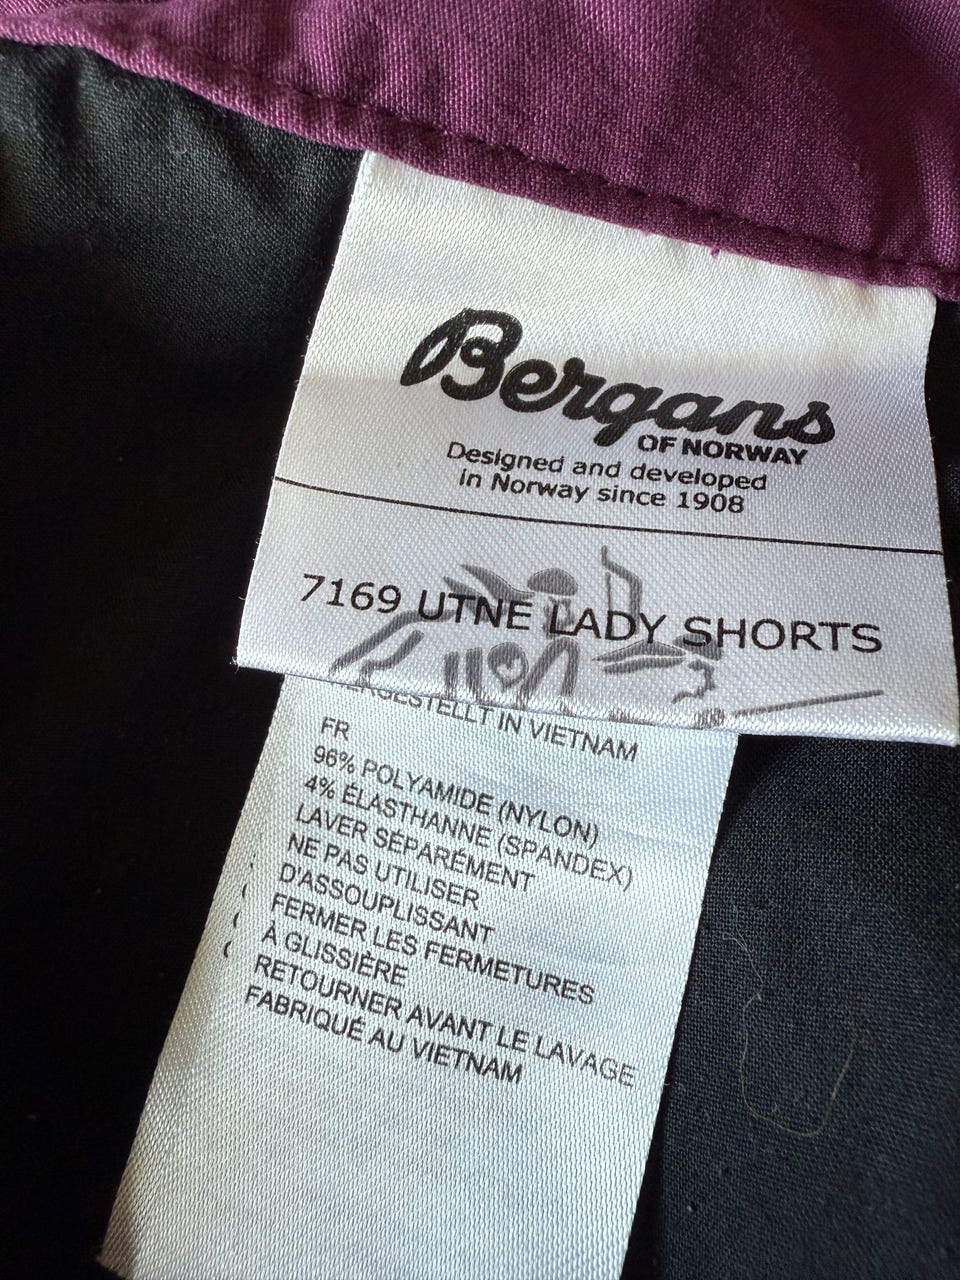 Bergans
OF NORWAY
Designed and developed
in Norway since 1908
7169 UTNE LADY SHORTS
IN VIETNAM
FR
96% POLYAMIDE (NYLON)
4% ÉLASTHANNE (SPANDEX)
LAVER SÉPARÉMENT
NE PAS UTILISER
D'ASSOUPLISSANT
FERMER LES FERMETURES
À GLISSIÈRE
RETOURNER AVANT LE LAVAGE
FABRIQUÉ AU VIETNAM